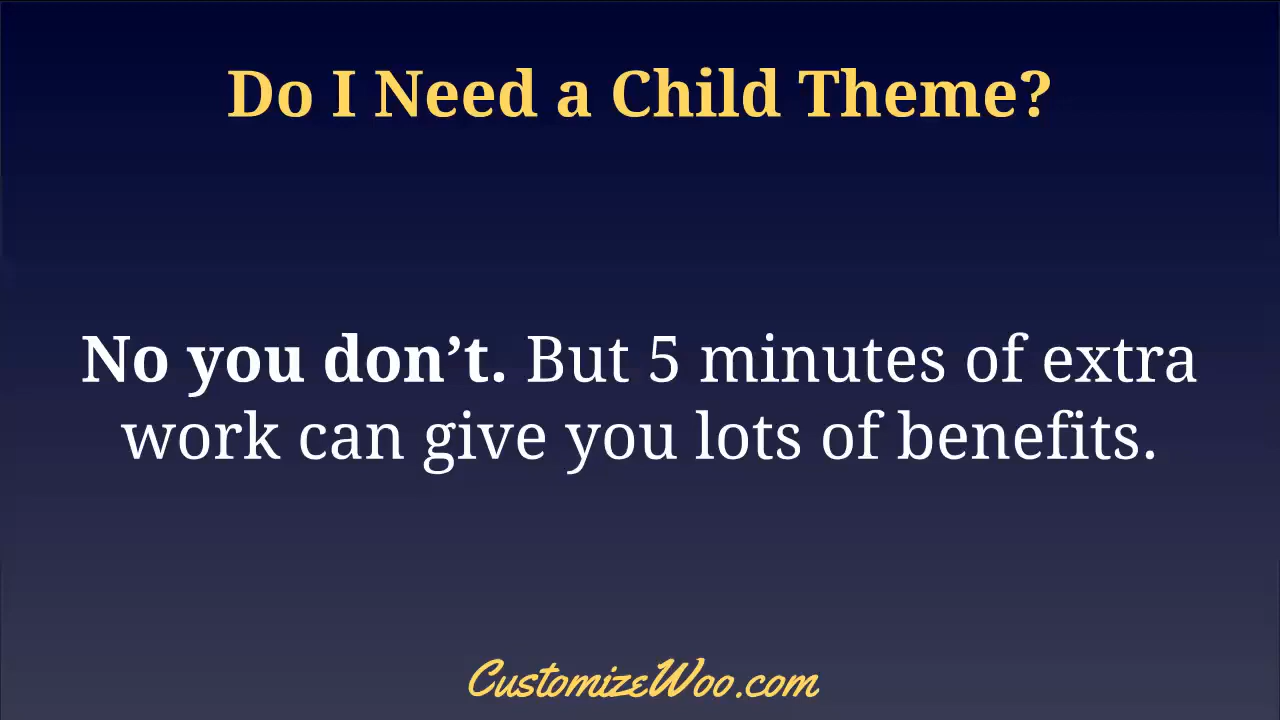 Do I Need a Child Theme?
No you don’t. But 5 minutes of extra
work can give you lots of benefits.
CustomizeWoo.com